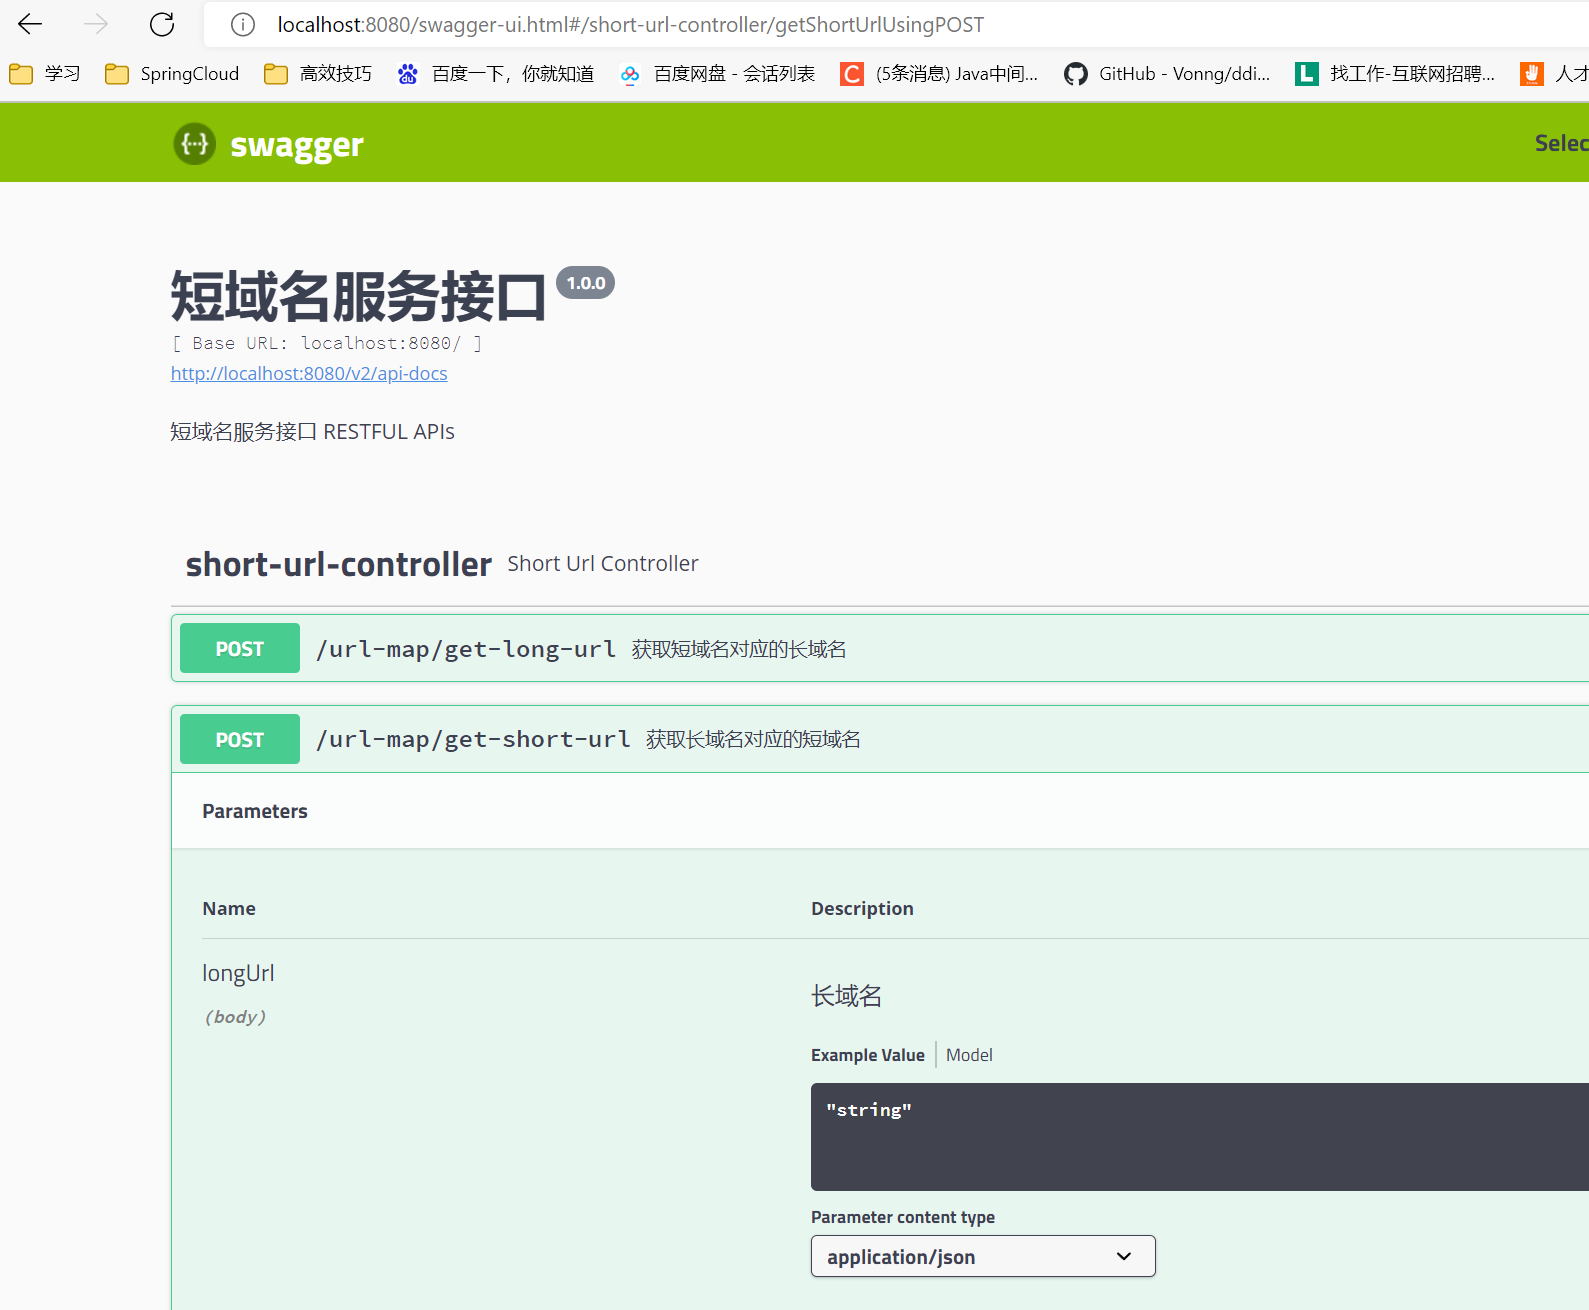 localhost:8080/swagger-ui.html#/short-url-controller/getShortUrlUsingPOST
学习 SpringCloud 高效技巧 百度一下，你就知道 百度网盘 - 会话列表 (5条消息) Java中间... GitHub - Vonng/ddi... 找工作-互联网招聘... 人才
{...} swagger Selec
短域名服务接口 1.0.0
[ Base URL: localhost:8080/ ]
http://localhost:8080/v2/api-docs
短域名服务接口 RESTFUL APIs
short-url-controller Short Url Controller
POST /url-map/get-long-url 获取短域名对应的长域名
POST /url-map/get-short-url 获取长域名对应的短域名
Parameters
Name Description
longUrl
长域名
(body)
Example Value Model
"string"
Parameter content type
application/json